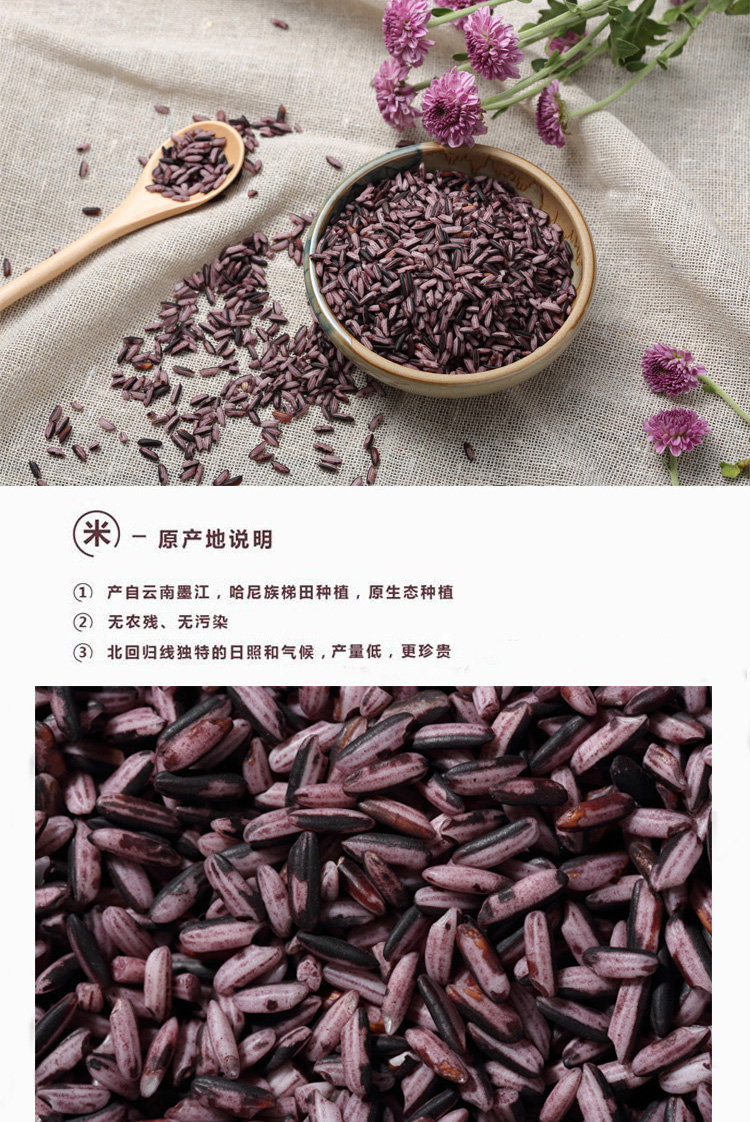 米 - 原产地说明
① 产自云南墨江，哈尼族梯田种植，原生态种植
② 无农残、无污染
③ 北回归线独特的日照和气候，产量低，更珍贵